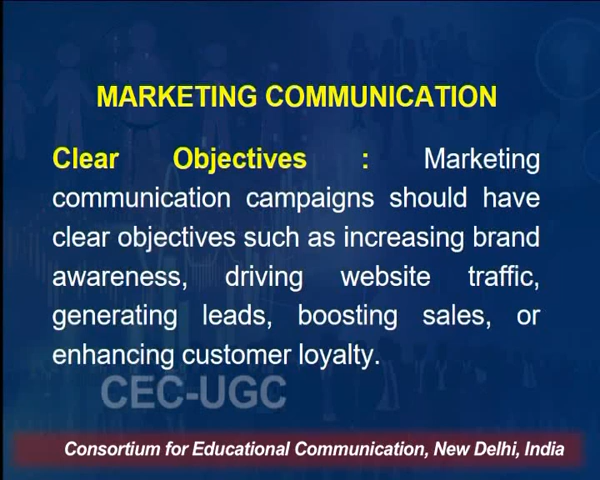 MARKETING COMMUNICATION
Clear Objectives : Marketing
communication campaigns should have
clear objectives such as increasing brand
awareness, driving website traffic,
generating leads, boosting sales, or
enhancing customer loyalty.
CEC-UGC
Consortium for Educational Communication, New Delhi, India